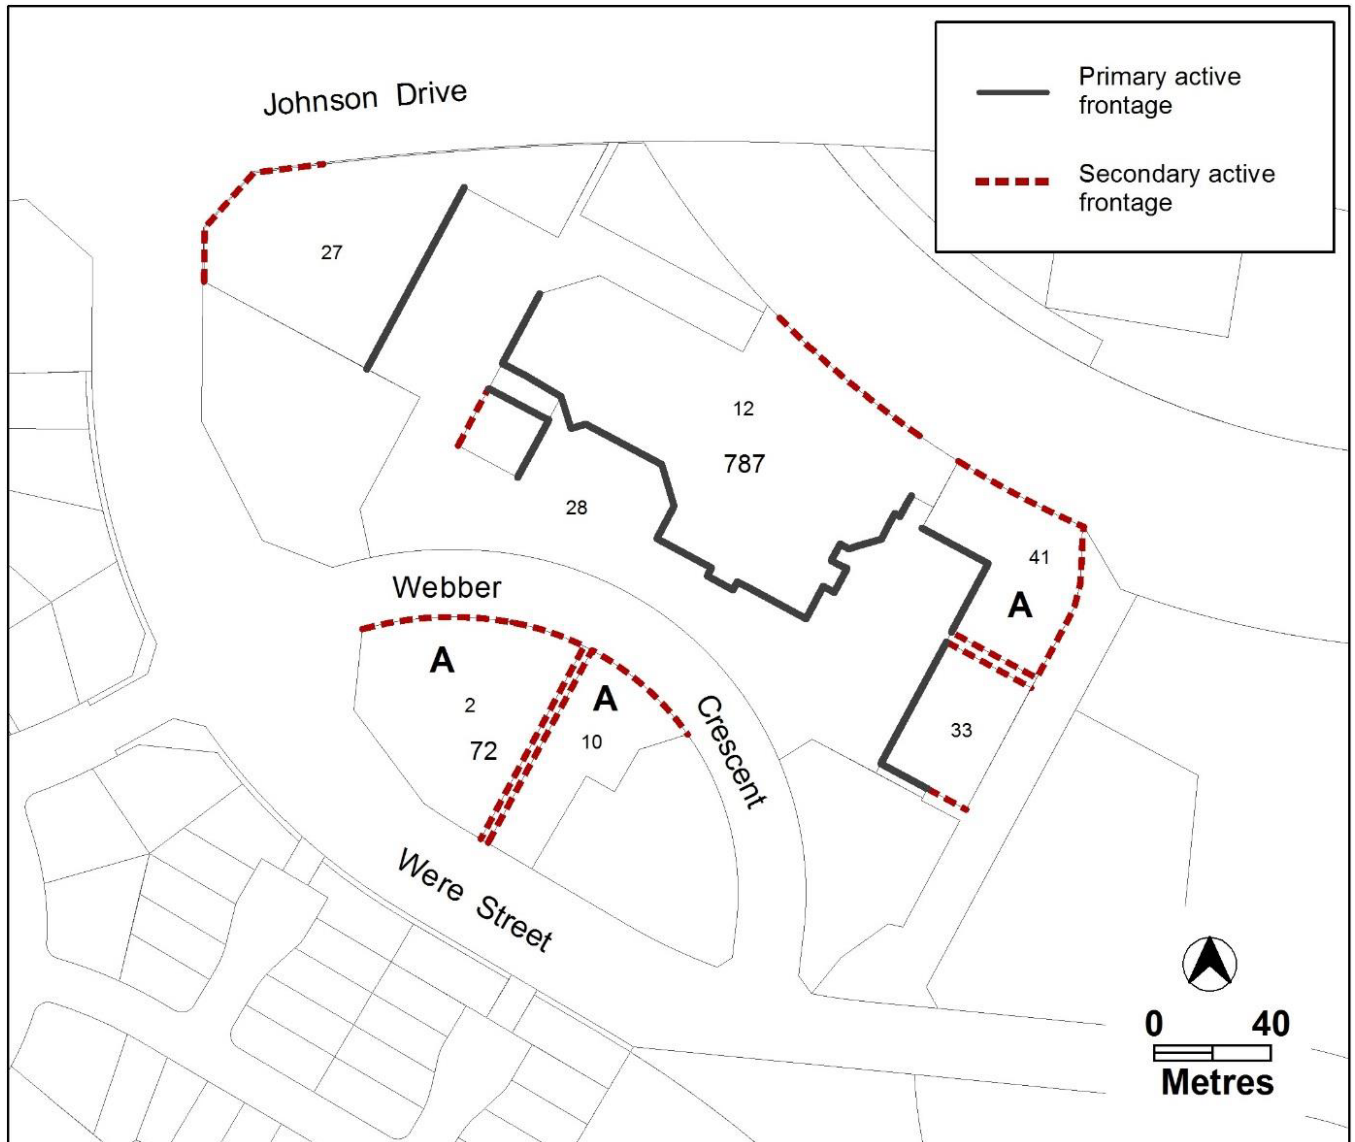 Johnson Drive
Primary active
frontage
Secondary active
frontage
27
12
787
28
41
A
Webber
A
2
72
A
10
Crescent
33
Were Street
0 40
Metres